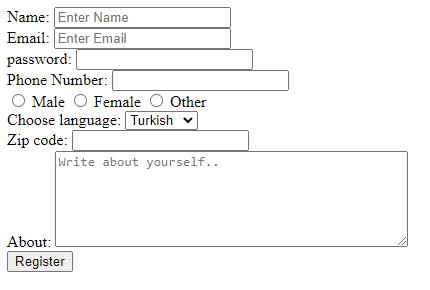 Name: Enter Name
Email: Enter Email
password:
Phone Number:
Male Female Other
Choose language: Turkish
Zip code:
Write about yourself..
About:
Register